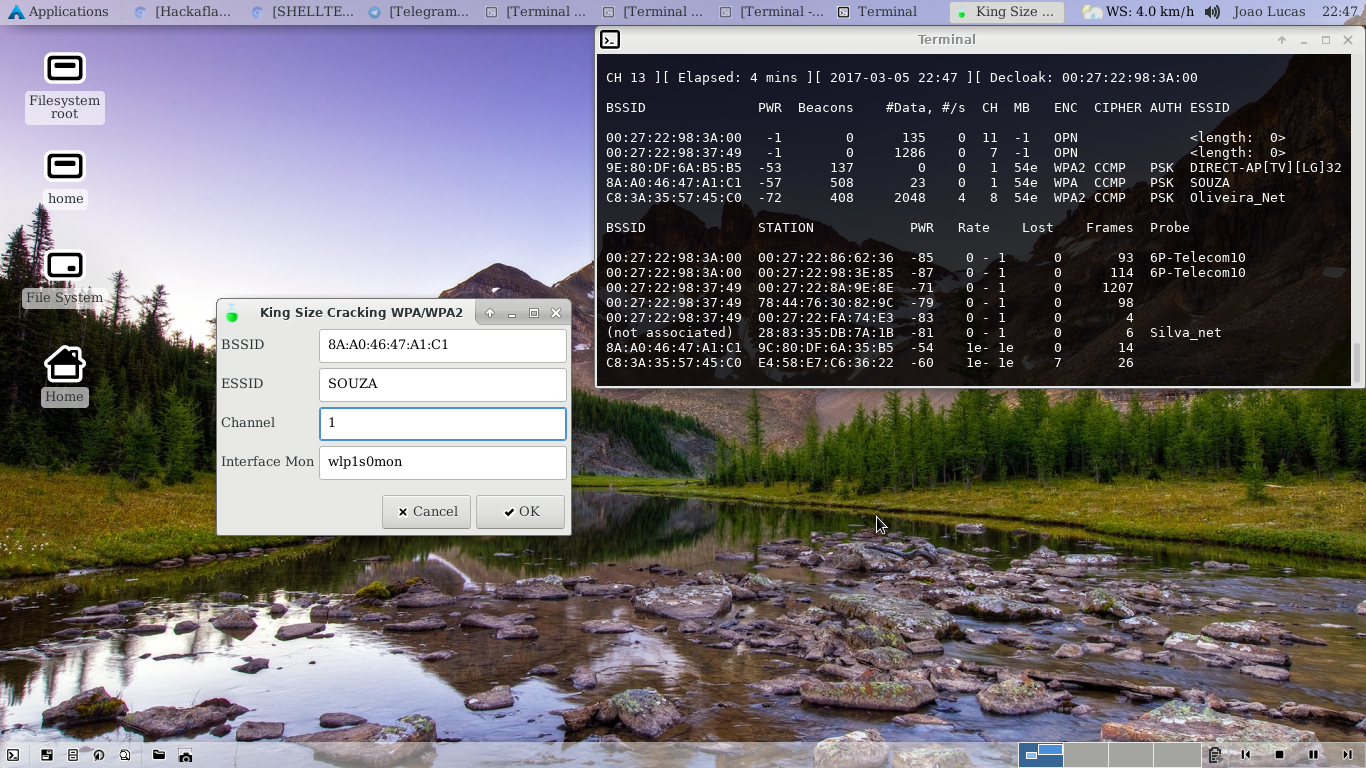 Applications [Hackafla... [SHELLTE... [Telegram... [Terminal ... [Terminal ... [Terminal -... Terminal King Size ... WS: 4.0 km/h Joao Lucas 22:47
Filesystem
root
home
File System
Home
Terminal
CH 13 ][ Elapsed: 4 mins ][ 2017-03-05 22:47 ][ Decloak: 00:27:22:98:3A:00
BSSID PWR Beacons #Data, #/s CH MB ENC CIPHER AUTH ESSID
00:27:22:98:3A:00 -1 0 135 0 11 -1 OPN <length: 0>
00:27:22:98:37:49 -1 0 1286 0 7 -1 OPN <length: 0>
9E:80:DF:6A:B5:B5 -53 137 0 0 1 54e WPA2 CCMP PSK DIRECT-AP[TV][LG]32
8A:A0:46:47:A1:C1 -57 508 23 0 1 54e WPA CCMP PSK SOUZA
C8:3A:35:57:45:C0 -72 408 2048 4 8 54e WPA2 CCMP PSK Oliveira_Net
BSSID STATION PWR Rate Lost Frames Probe
00:27:22:98:3A:00 00:27:22:86:62:36 -85 0 - 1 0 93 6P-Telecom10
00:27:22:98:3A:00 00:27:22:98:3E:85 -87 0 - 1 0 114 6P-Telecom10
00:27:22:98:37:49 00:27:22:8A:9E:8E -71 0 - 1 0 1207
00:27:22:98:37:49 78:44:76:30:82:9C -79 0 - 1 0 98
00:27:22:98:37:49 00:27:22:FA:74:E3 -83 0 - 1 0 4
(not associated) 28:83:35:DB:7A:1B -81 0 - 1 0 6 Silva_net
8A:A0:46:47:A1:C1 9C:80:DF:6A:35:B5 -54 1e- 1e 0 14
C8:3A:35:57:45:C0 E4:58:E7:C6:36:22 -60 1e- 1e 7 26
King Size Cracking WPA/WPA2
BSSID 8A:A0:46:47:A1:C1
ESSID SOUZA
Channel 1
Interface Mon wlp1s0mon
Cancel OK